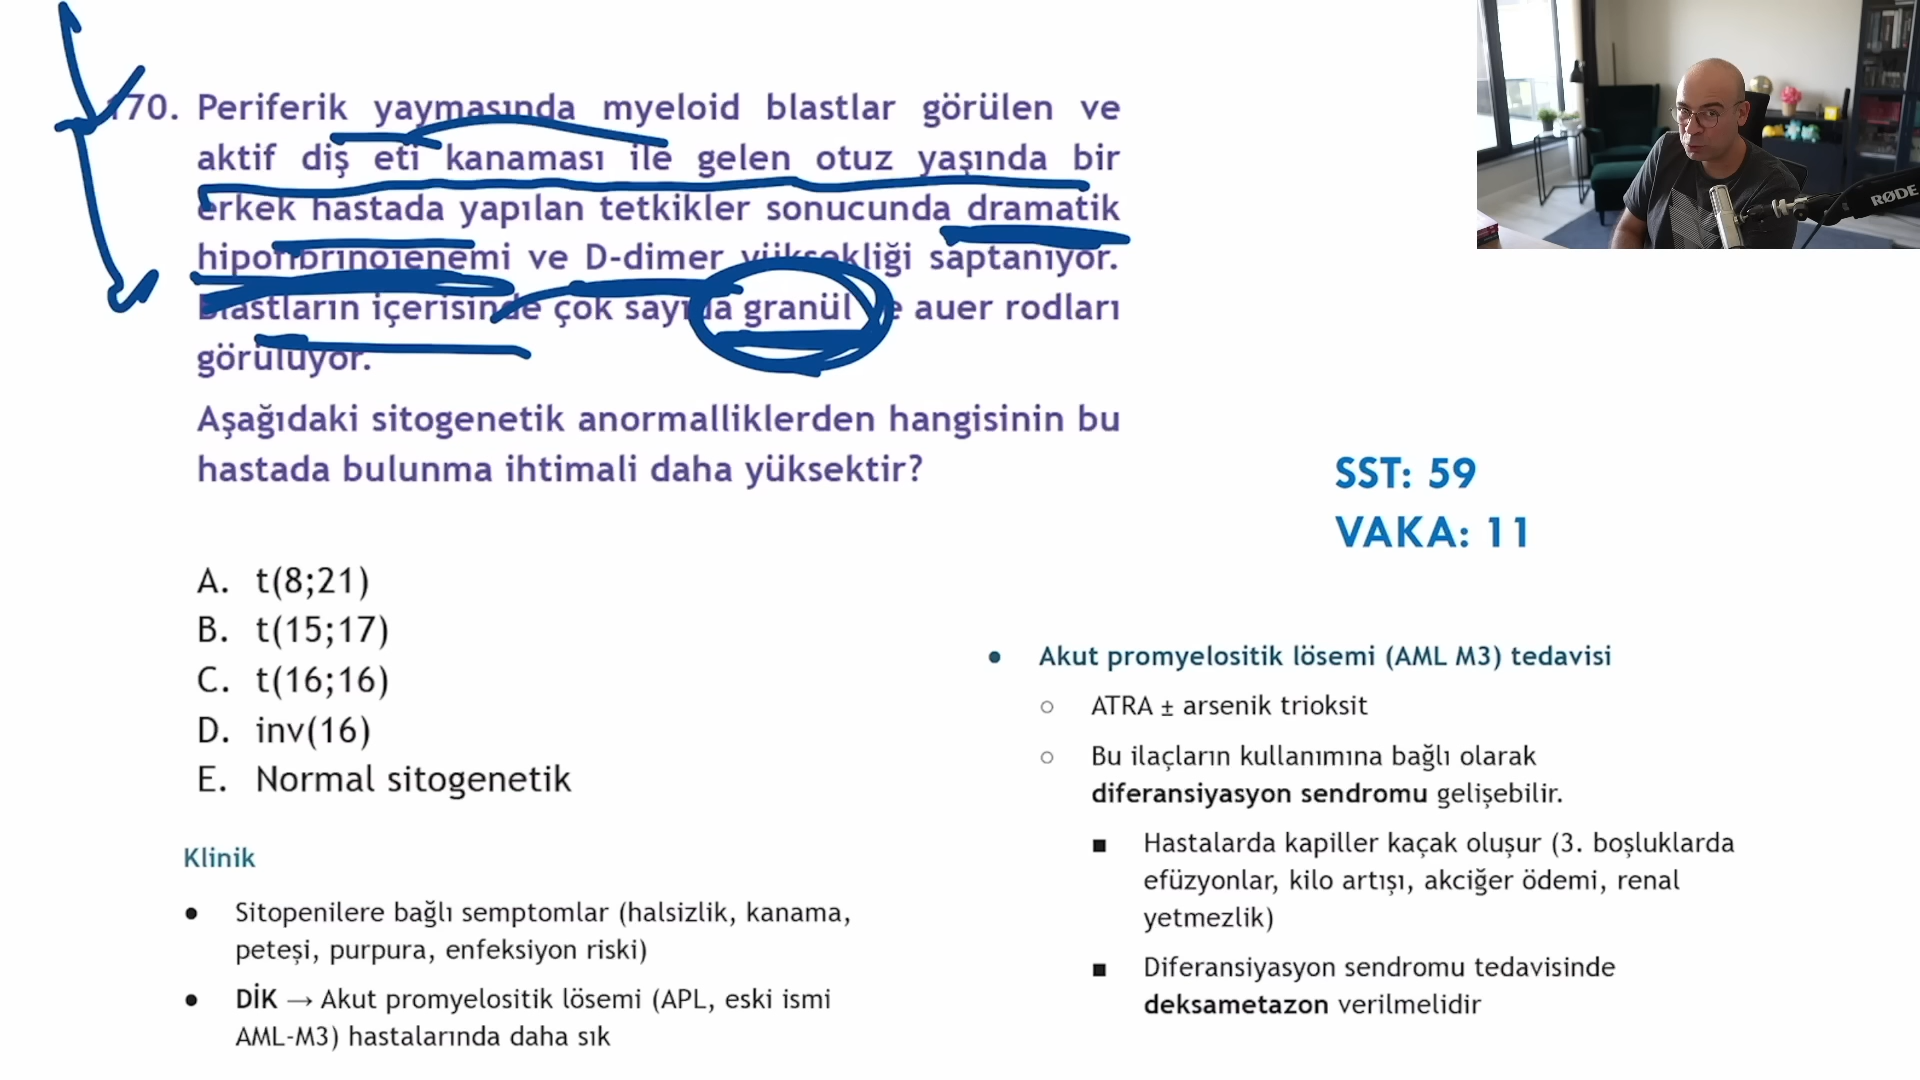 170. Periferik yaymasında myeloid blastlar görülen ve
aktif diş eti kanaması ile gelen otuz yaşında bir
erkek hastada yapılan tetkikler sonucunda dramatik
hipofibrinojenemi ve D-dimer yüksekliği saptanıyor.
Blastların içerisinde çok sayıda granül ve auer rodları
görülüyor.
Aşağıdaki sitogenetik anormalliklerden hangisinin bu
hastada bulunma ihtimali daha yüksektir?
A. t(8;21)
B. t(15;17)
C. t(16;16)
D. inv(16)
E. Normal sitogenetik
Klinik
● Sitopenilere bağlı semptomlar (halsizlik, kanama,
peteşi, purpura, enfeksiyon riski)
● DİK → Akut promyelositik lösemi (APL, eski ismi
AML-M3) hastalarında daha sık
SST: 59
VAKA: 11
● Akut promyelositik lösemi (AML M3) tedavisi
○ ATRA ± arsenik trioksit
○ Bu ilaçların kullanımına bağlı olarak
diferansiyasyon sendromu gelişebilir.
■ Hastalarda kapiller kaçak oluşur (3. boşluklarda
efüzyonlar, kilo artışı, akciğer ödemi, renal
yetmezlik)
■ Diferansiyasyon sendromu tedavisinde
deksametazon verilmelidir
RØDE